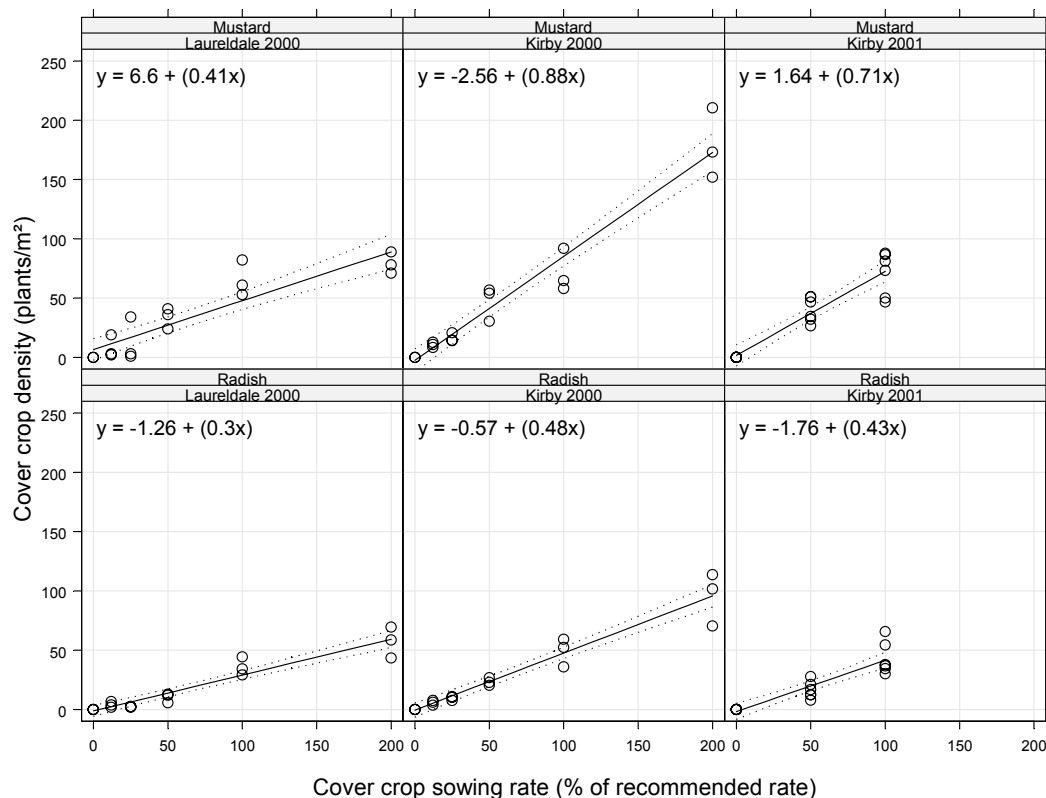 Mustard Mustard Mustard
Laureldale 2000 Kirby 2000 Kirby 2001
y = 6.6 + (0.41x) y = -2.56 + (0.88x) y = 1.64 + (0.71x)
250
200
150
100
50
0
Radish Radish Radish
Laureldale 2000 Kirby 2000 Kirby 2001
y = -1.26 + (0.3x) y = -0.57 + (0.48x) y = -1.76 + (0.43x)
250
200
150
100
50
0
0 50 100 150 200 0 50 100 150 200 0 50 100 150 200
Cover crop density (plants/m²)
Cover crop sowing rate (% of recommended rate)